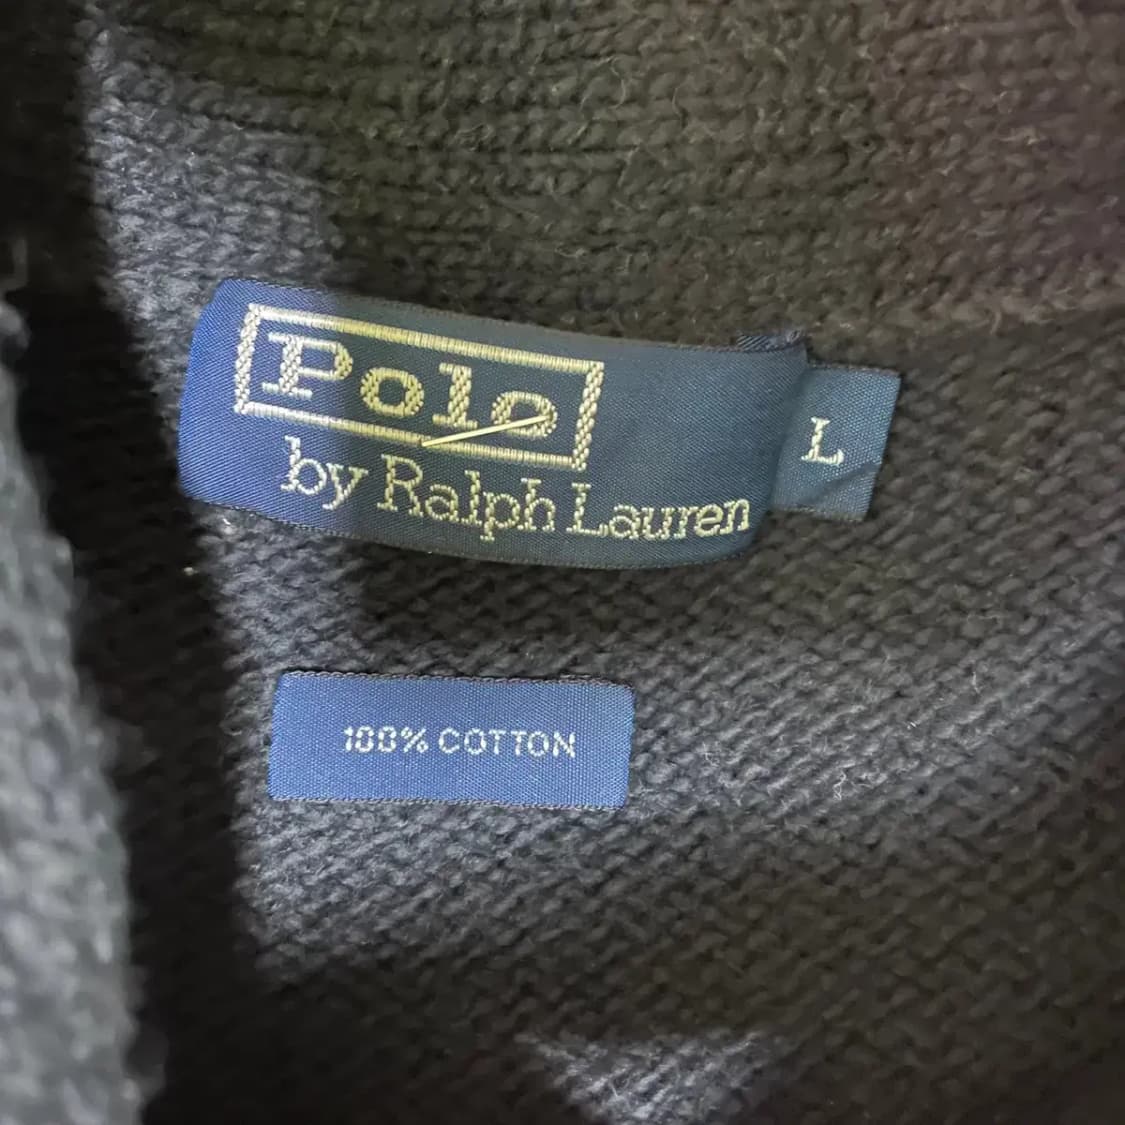 Polo
by Ralph Lauren
L
100% COTTON